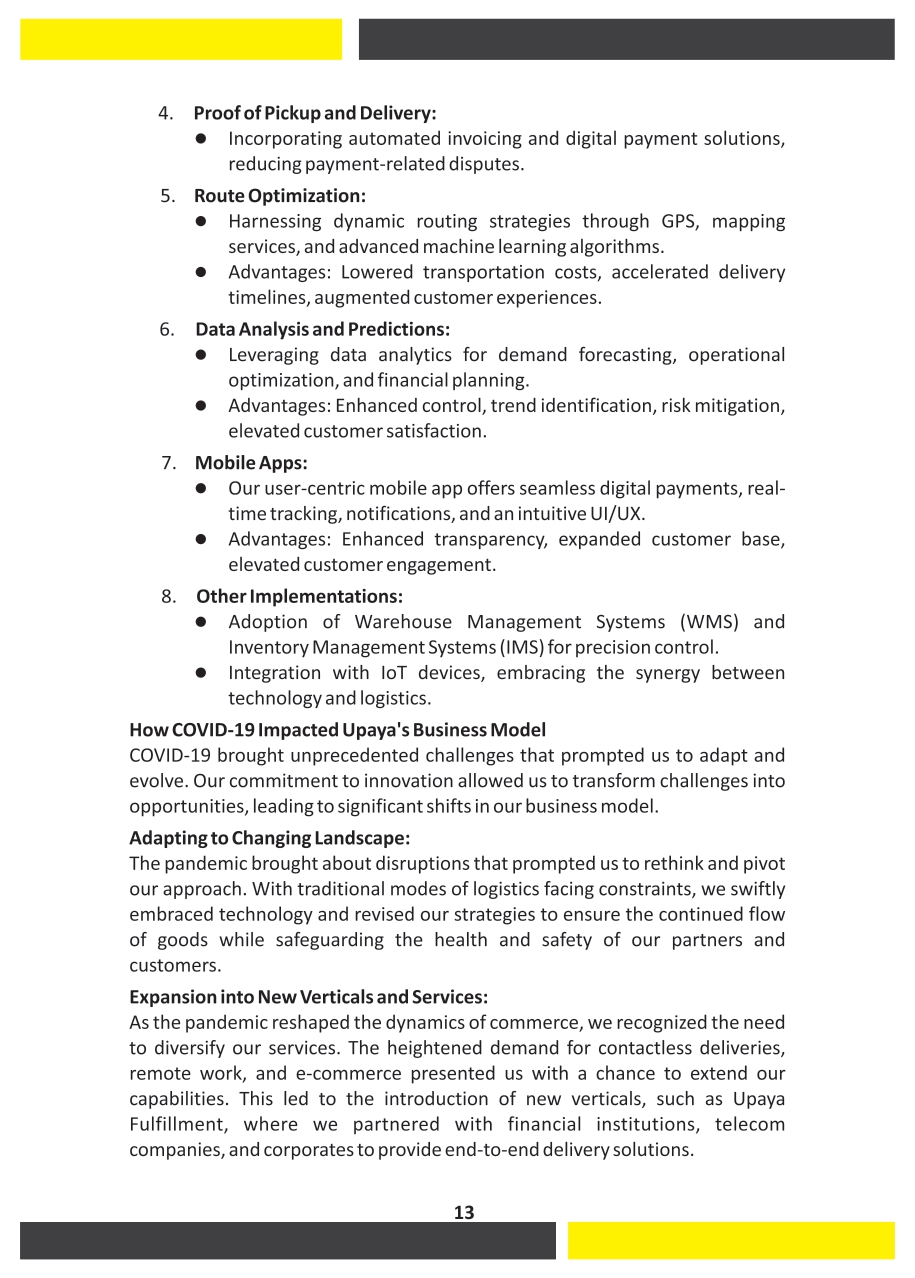 4. Proof of Pickup and Delivery:
● Incorporating automated invoicing and digital payment solutions,
reducing payment-related disputes.
5. Route Optimization:
● Harnessing dynamic routing strategies through GPS, mapping
services, and advanced machine learning algorithms.
● Advantages: Lowered transportation costs, accelerated delivery
timelines, augmented customer experiences.
6. Data Analysis and Predictions:
● Leveraging data analytics for demand forecasting, operational
optimization, and financial planning.
● Advantages: Enhanced control, trend identification, risk mitigation,
elevated customer satisfaction.
7. Mobile Apps:
● Our user-centric mobile app offers seamless digital payments, real-
time tracking, notifications, and an intuitive UI/UX.
● Advantages: Enhanced transparency, expanded customer base,
elevated customer engagement.
8. Other Implementations:
● Adoption of Warehouse Management Systems (WMS) and
Inventory Management Systems (IMS) for precision control.
● Integration with IoT devices, embracing the synergy between
technology and logistics.
How COVID-19 Impacted Upaya's Business Model
COVID-19 brought unprecedented challenges that prompted us to adapt and
evolve. Our commitment to innovation allowed us to transform challenges into
opportunities, leading to significant shifts in our business model.
Adapting to Changing Landscape:
The pandemic brought about disruptions that prompted us to rethink and pivot
our approach. With traditional modes of logistics facing constraints, we swiftly
embraced technology and revised our strategies to ensure the continued flow
of goods while safeguarding the health and safety of our partners and
customers.
Expansion into New Verticals and Services:
As the pandemic reshaped the dynamics of commerce, we recognized the need
to diversify our services. The heightened demand for contactless deliveries,
remote work, and e-commerce presented us with a chance to extend our
capabilities. This led to the introduction of new verticals, such as Upaya
Fulfillment, where we partnered with financial institutions, telecom
companies, and corporates to provide end-to-end delivery solutions.
13